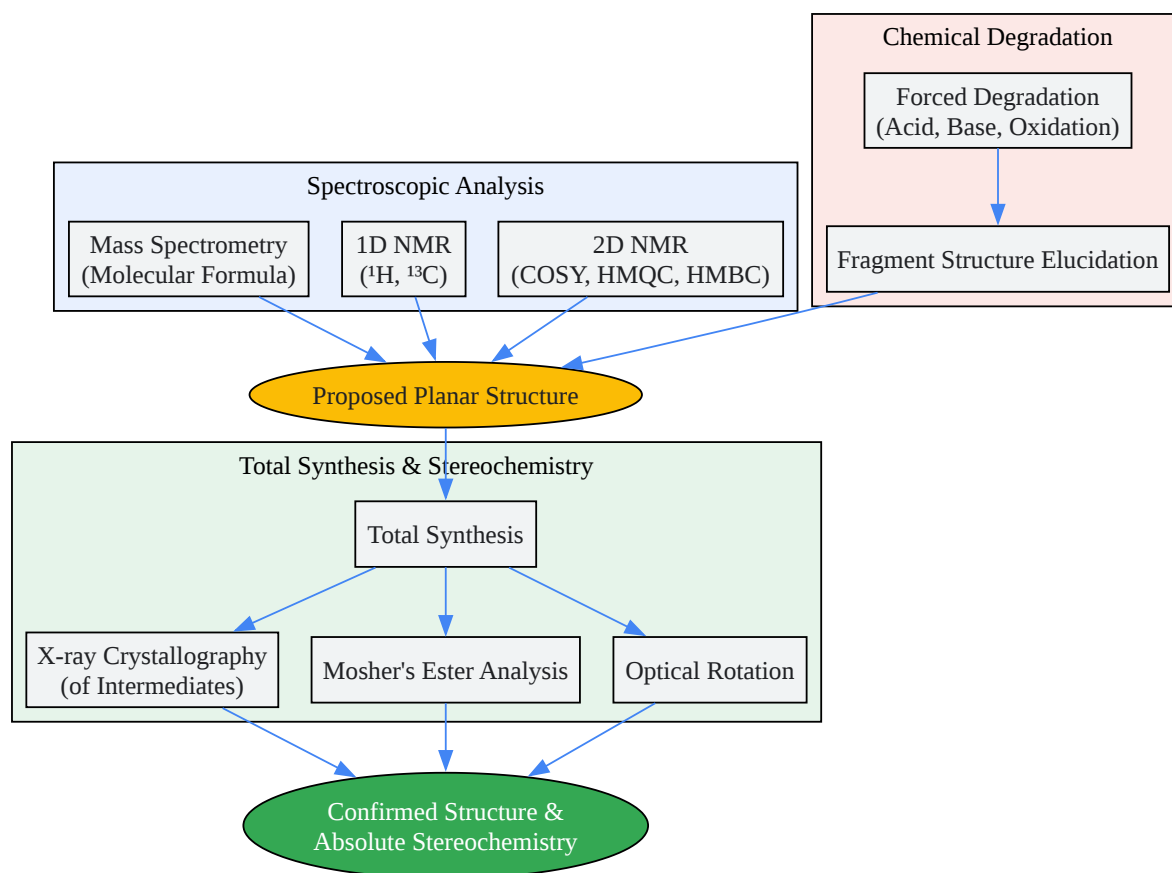 Chemical Degradation
Forced Degradation
(Acid, Base, Oxidation)
Spectroscopic Analysis
Mass Spectrometry
(Molecular Formula)
1D NMR
(¹H, ¹³C)
2D NMR
(COSY, HMQC, HMBC)
Fragment Structure Elucidation
Proposed Planar Structure
Total Synthesis & Stereochemistry
Total Synthesis
X-ray Crystallography
(of Intermediates)
Mosher's Ester Analysis
Optical Rotation
Confirmed Structure &
Absolute Stereochemistry